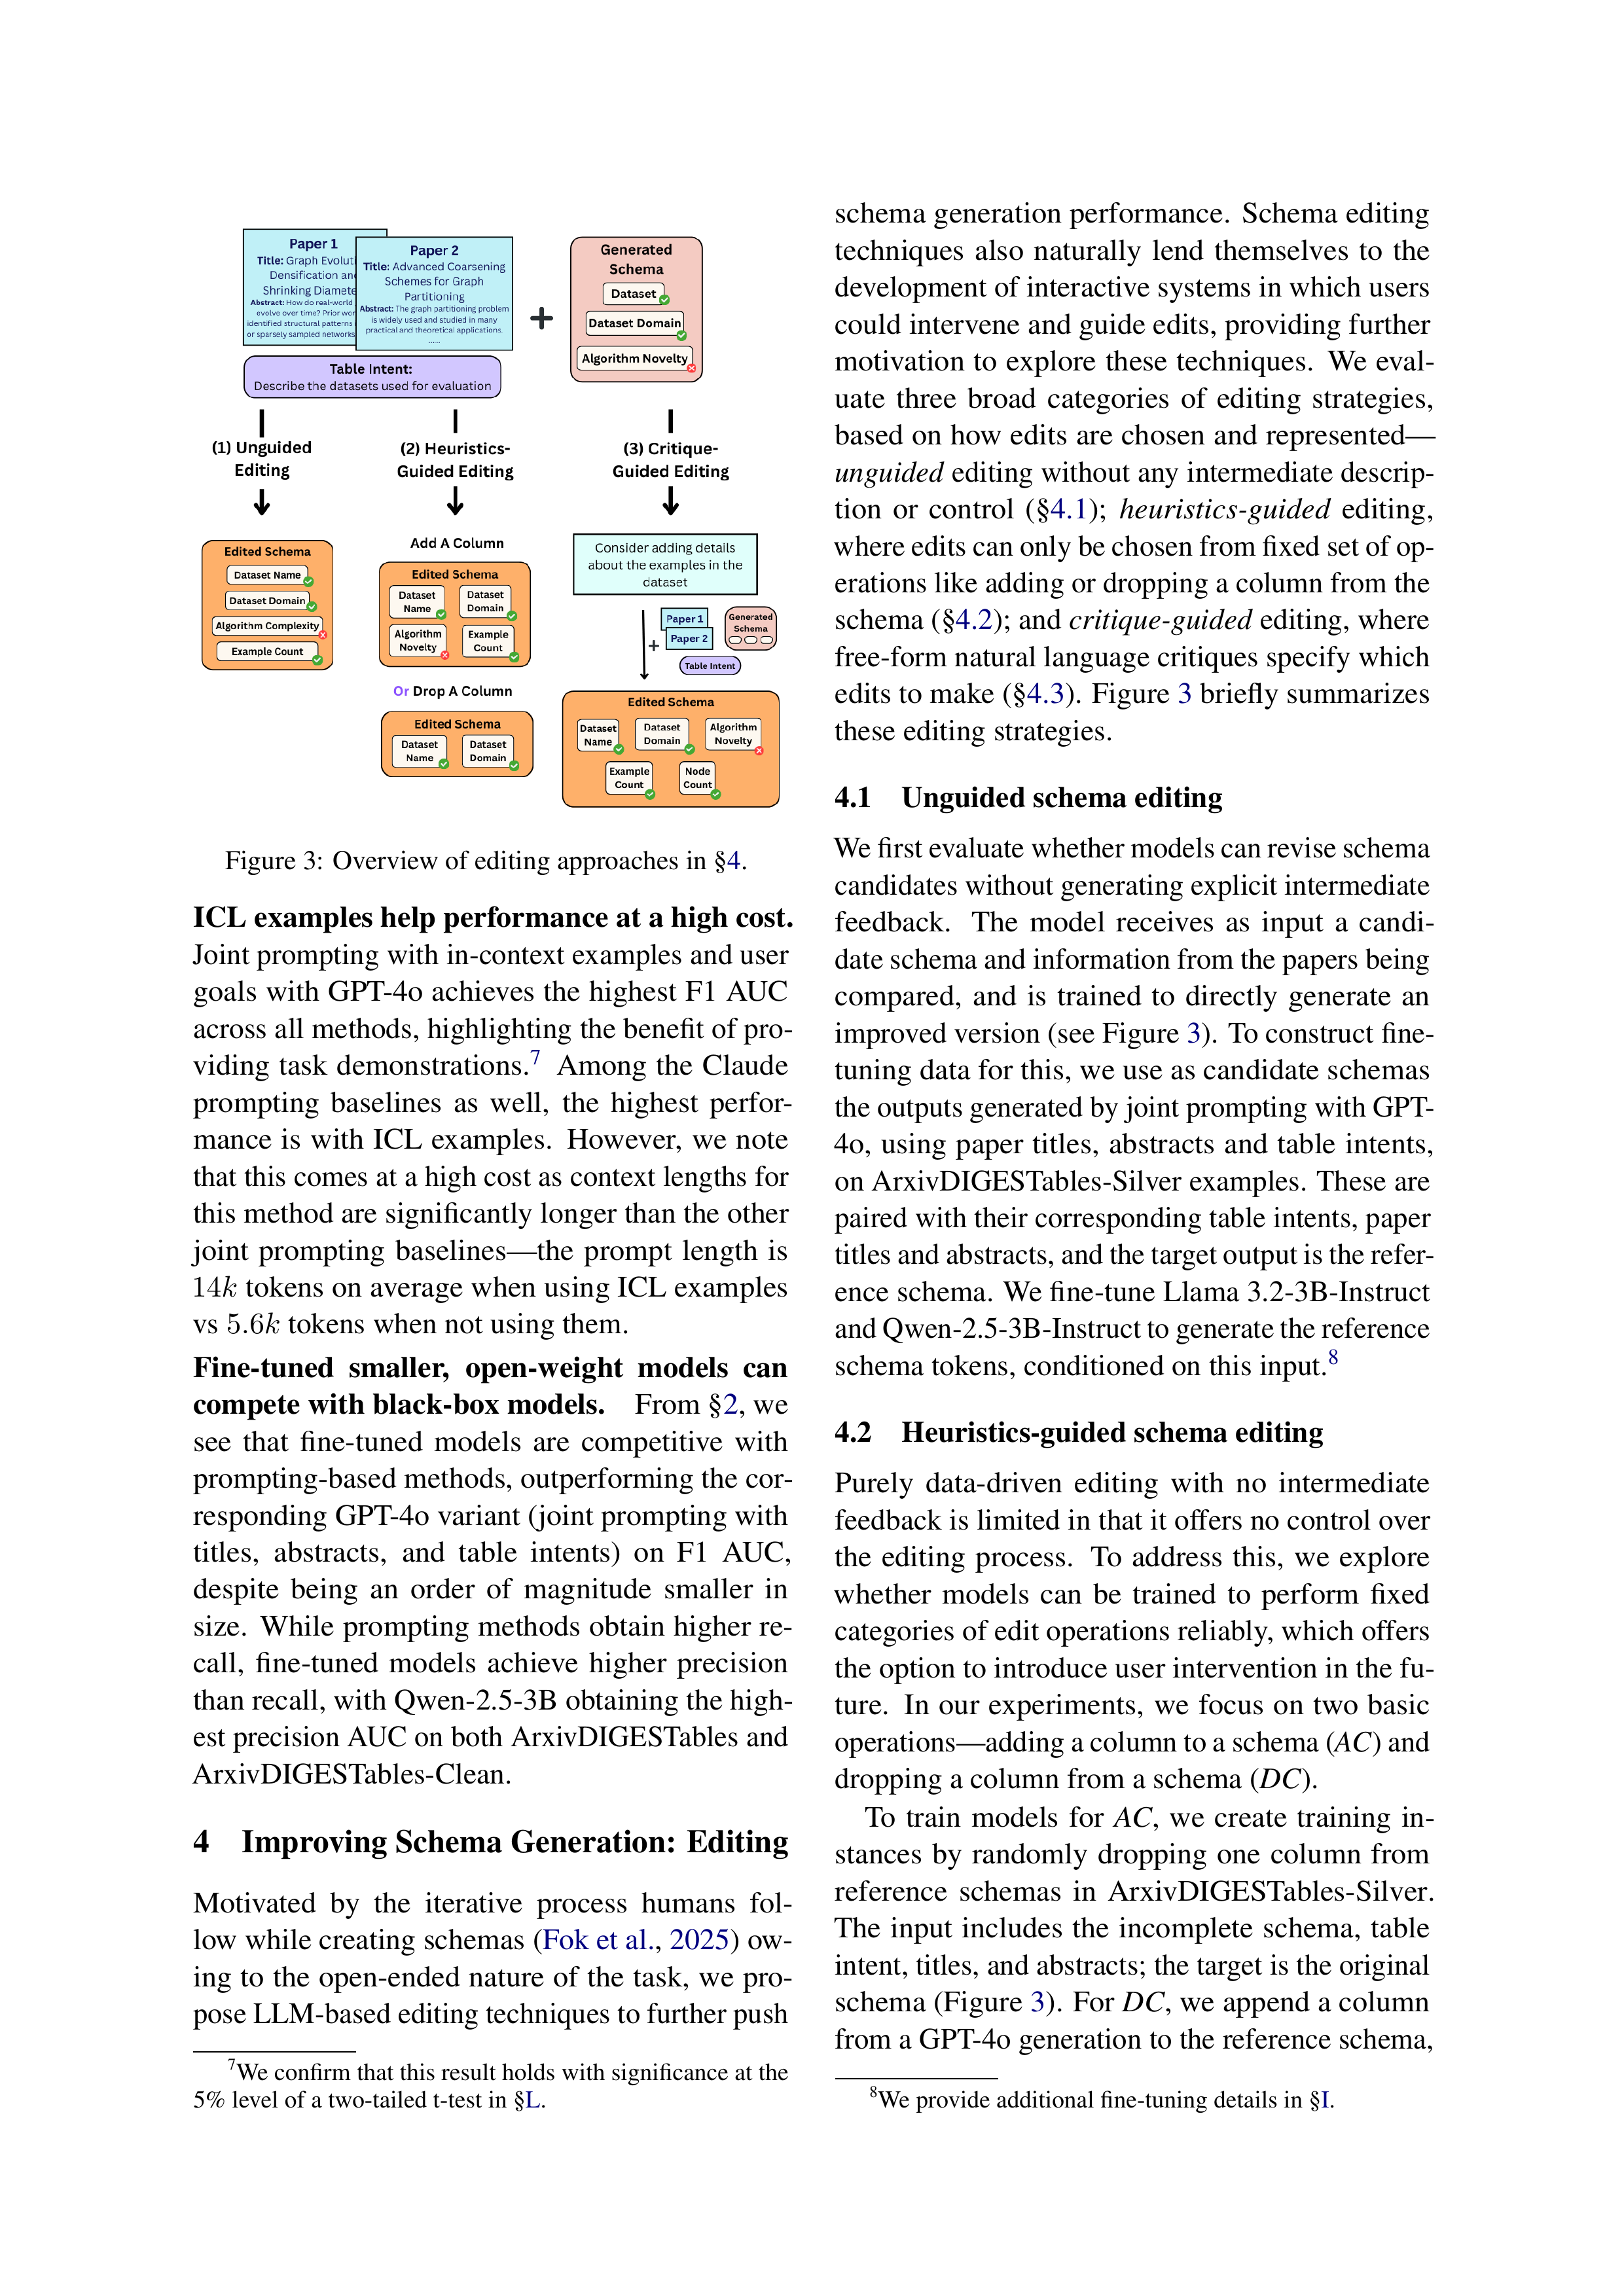 Paper 1
Title: Graph Evoluti
Densification and
Shrinking Diamete
Abstract: How do real-world
evolve over time? Prior wor
identified structural patterns
or sparsely sampled networks
Paper 2
Title: Advanced Coarsening
Schemes for Graph
Partitioning
Abstract: The graph partitioning problem
is widely used and studied in many
practical and theoretical applications.
......
Table Intent:
Describe the datasets used for evaluation
+
Generated
Schema
Dataset
Dataset Domain
Algorithm Novelty
(1) Unguided
Editing
(2) Heuristics-
Guided Editing
(3) Critique-
Guided Editing
Edited Schema
Dataset Name
Dataset Domain
Algorithm Complexity
Example Count
Add A Column
Edited Schema
Dataset
Name
Dataset
Domain
Algorithm
Novelty
Example
Count
Or Drop A Column
Edited Schema
Dataset
Name
Dataset
Domain
Consider adding details
about the examples in the
dataset
+
Paper 1
Paper 2
Generated
Schema
Table Intent
Edited Schema
Dataset
Name
Dataset
Domain
Algorithm
Novelty
Example
Count
Node
Count
Figure 3: Overview of editing approaches in §4.
ICL examples help performance at a high cost.
Joint prompting with in-context examples and user
goals with GPT-4o achieves the highest F1 AUC
across all methods, highlighting the benefit of pro-
viding task demonstrations.7 Among the Claude
prompting baselines as well, the highest perfor-
mance is with ICL examples. However, we note
that this comes at a high cost as context lengths for
this method are significantly longer than the other
joint prompting baselines—the prompt length is
14k tokens on average when using ICL examples
vs 5.6k tokens when not using them.
Fine-tuned smaller, open-weight models can
compete with black-box models. From §2, we
see that fine-tuned models are competitive with
prompting-based methods, outperforming the cor-
responding GPT-4o variant (joint prompting with
titles, abstracts, and table intents) on F1 AUC,
despite being an order of magnitude smaller in
size. While prompting methods obtain higher re-
call, fine-tuned models achieve higher precision
than recall, with Qwen-2.5-3B obtaining the high-
est precision AUC on both ArxivDIGESTables and
ArxivDIGESTables-Clean.
4 Improving Schema Generation: Editing
Motivated by the iterative process humans fol-
low while creating schemas (Fok et al., 2025) ow-
ing to the open-ended nature of the task, we pro-
pose LLM-based editing techniques to further push
7We confirm that this result holds with significance at the
5% level of a two-tailed t-test in §L.
schema generation performance. Schema editing
techniques also naturally lend themselves to the
development of interactive systems in which users
could intervene and guide edits, providing further
motivation to explore these techniques. We eval-
uate three broad categories of editing strategies,
based on how edits are chosen and represented—
unguided editing without any intermediate descrip-
tion or control (§4.1); heuristics-guided editing,
where edits can only be chosen from fixed set of op-
erations like adding or dropping a column from the
schema (§4.2); and critique-guided editing, where
free-form natural language critiques specify which
edits to make (§4.3). Figure 3 briefly summarizes
these editing strategies.
4.1 Unguided schema editing
We first evaluate whether models can revise schema
candidates without generating explicit intermediate
feedback. The model receives as input a candi-
date schema and information from the papers being
compared, and is trained to directly generate an
improved version (see Figure 3). To construct fine-
tuning data for this, we use as candidate schemas
the outputs generated by joint prompting with GPT-
4o, using paper titles, abstracts and table intents,
on ArxivDIGESTables-Silver examples. These are
paired with their corresponding table intents, paper
titles and abstracts, and the target output is the refer-
ence schema. We fine-tune Llama 3.2-3B-Instruct
and Qwen-2.5-3B-Instruct to generate the reference
schema tokens, conditioned on this input.8
4.2 Heuristics-guided schema editing
Purely data-driven editing with no intermediate
feedback is limited in that it offers no control over
the editing process. To address this, we explore
whether models can be trained to perform fixed
categories of edit operations reliably, which offers
the option to introduce user intervention in the fu-
ture. In our experiments, we focus on two basic
operations—adding a column to a schema (AC) and
dropping a column from a schema (DC).
To train models for AC, we create training in-
stances by randomly dropping one column from
reference schemas in ArxivDIGESTables-Silver.
The input includes the incomplete schema, table
intent, titles, and abstracts; the target is the original
schema (Figure 3). For DC, we append a column
from a GPT-4o generation to the reference schema,
8We provide additional fine-tuning details in §I.